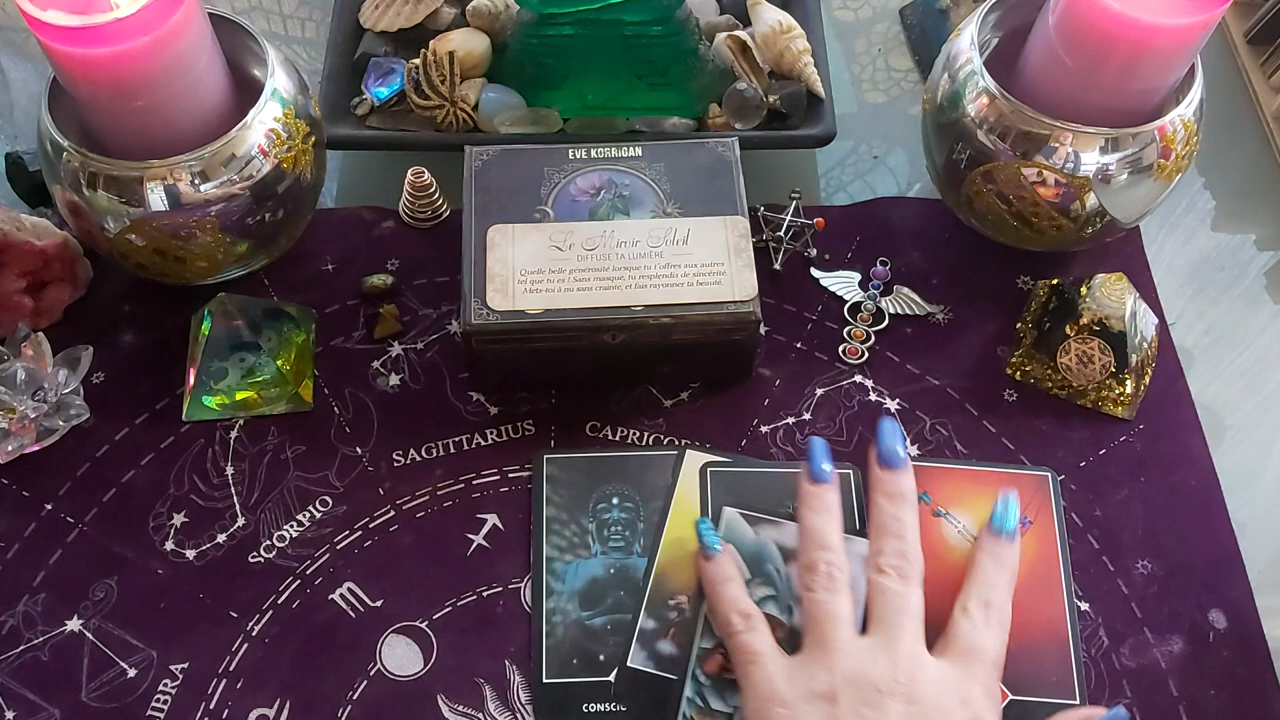 EVE KORRIGAN
Le Miroir Soleil
DIFFUSE TA LUMIÈRE
Quelle belle générosité lorsque tu t'offres aux autres
tel que tu es ! Sans masque, tu resplendis de sincérité.
Mets-toi à nu sans crainte, et fais rayonner ta beauté.
SAGITTARIUS
CAPRICORN
SCORPIO
LIBRA
CONSCIO